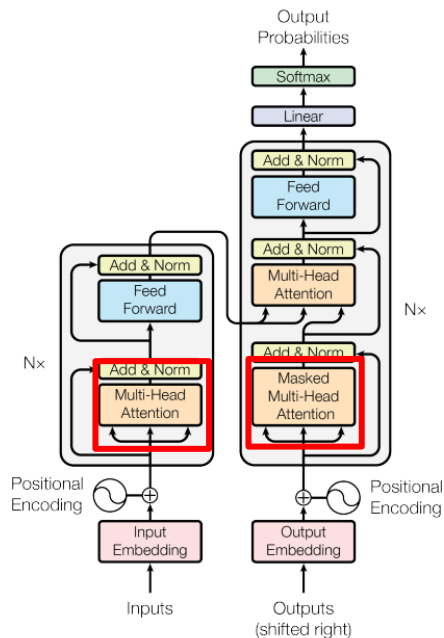 Output
Probabilities
Softmax
Linear
Add & Norm
Feed
Forward
Add & Norm
Multi-Head
Attention
Nx
Add & Norm
Masked
Multi-Head
Attention
Positional
Encoding
Output
Embedding
Outputs
(shifted right)
Add & Norm
Feed
Forward
Nx
Add & Norm
Multi-Head
Attention
Positional
Encoding
Input
Embedding
Inputs